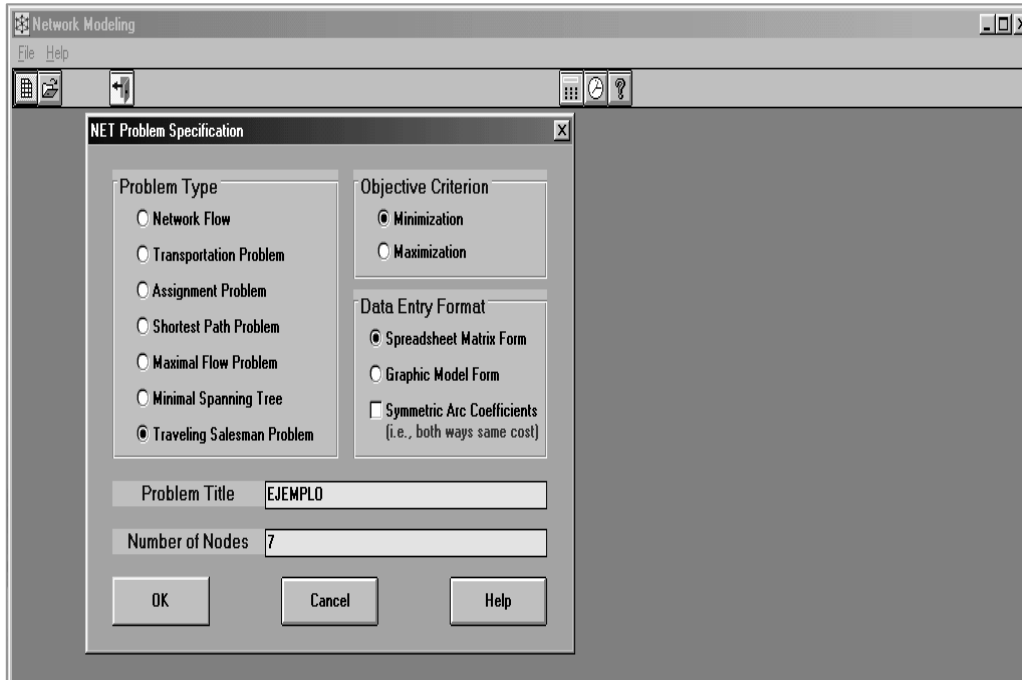 Network Modeling
File Help
NET Problem Specification
Problem Type
Network Flow
Transportation Problem
Assignment Problem
Shortest Path Problem
Maximal Flow Problem
Minimal Spanning Tree
Traveling Salesman Problem
Objective Criterion
Minimization
Maximization
Data Entry Format
Spreadsheet Matrix Form
Graphic Model Form
Symmetric Arc Coefficients
(i.e., both ways same cost)
Problem Title EJEMPLO
Number of Nodes 7
OK Cancel Help